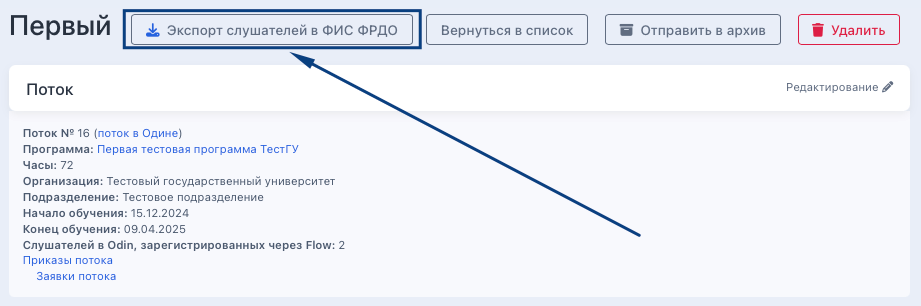 Первый Экспорт слушателей в ФИС ФРДО Вернуться в список Отправить в архив Удалить
Поток Редактирование
Поток № 16 (поток в Одине)
Программа: Первая тестовая программа ТестГУ
Часы: 72
Организация: Тестовый государственный университет
Подразделение: Тестовое подразделение
Начало обучения: 15.12.2024
Конец обучения: 09.04.2025
Слушателей в Odin, зарегистрированных через Flow: 2
Приказы потока
Заявки потока